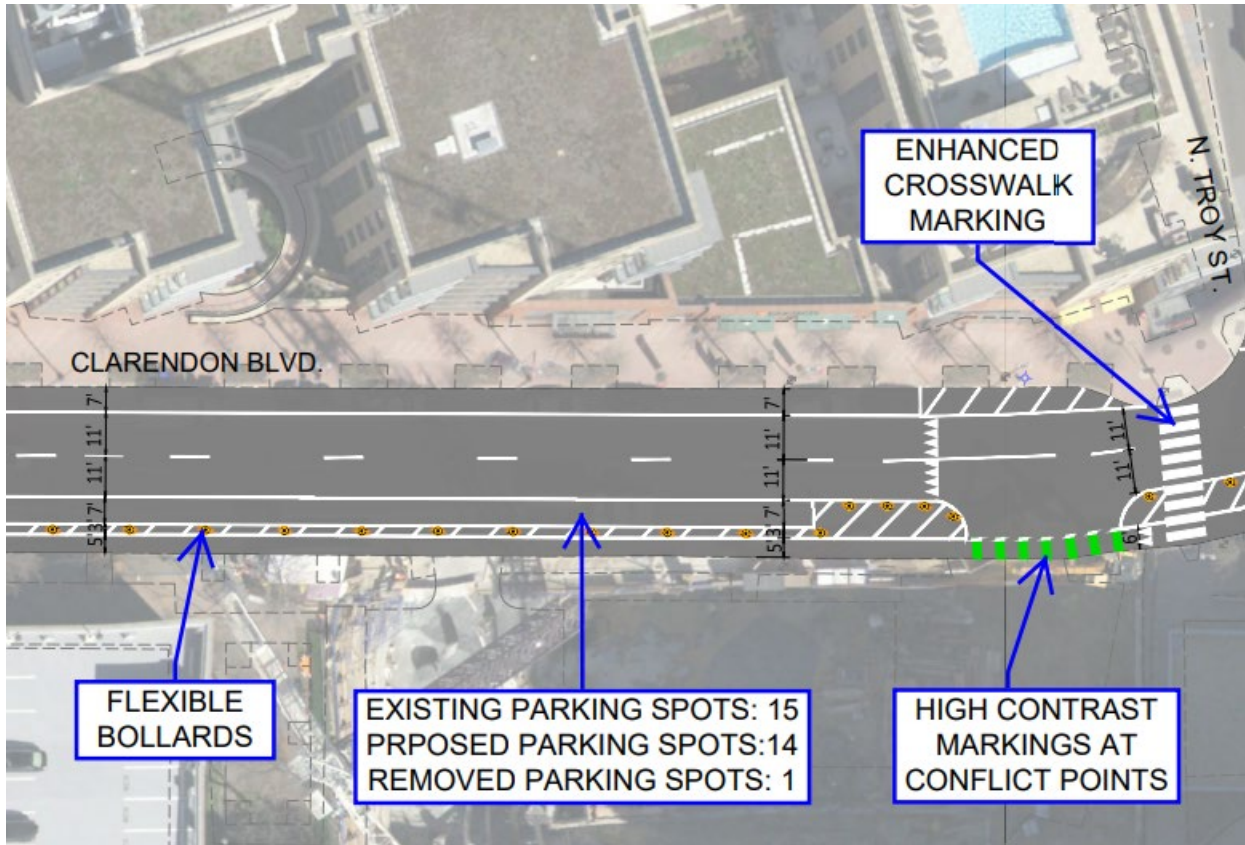 ENHANCED
CROSSWALK
MARKING
N. TROY ST.
CLARENDON BLVD.
7'
11'
11'
7'
3'
5'
7'
11'
11'
7'
3'
5'
11'
11'
6'
FLEXIBLE
BOLLARDS
EXISTING PARKING SPOTS: 15
PRPOSED PARKING SPOTS:14
REMOVED PARKING SPOTS: 1
HIGH CONTRAST
MARKINGS AT
CONFLICT POINTS